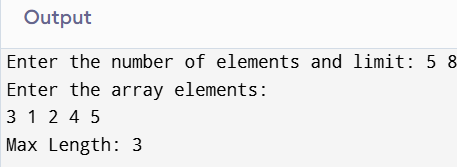 Output
Enter the number of elements and limit: 5 8
Enter the array elements:
3 1 2 4 5
Max Length: 3